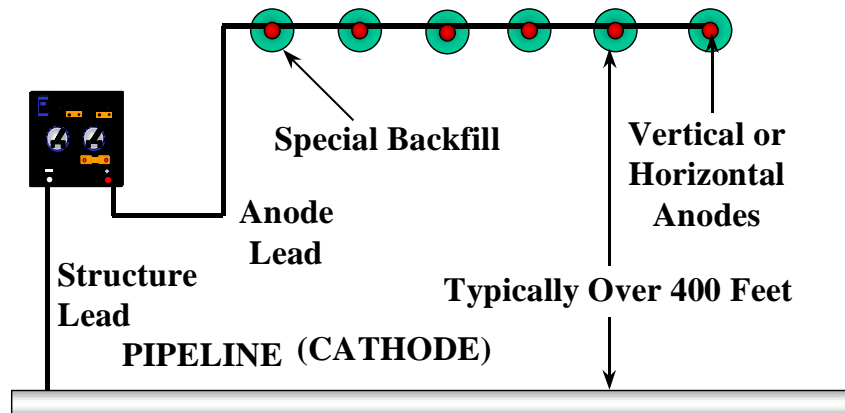 Special Backfill
Vertical or
Horizontal
Anodes
Anode
Lead
Structure
Lead
Typically Over 400 Feet
PIPELINE (CATHODE)